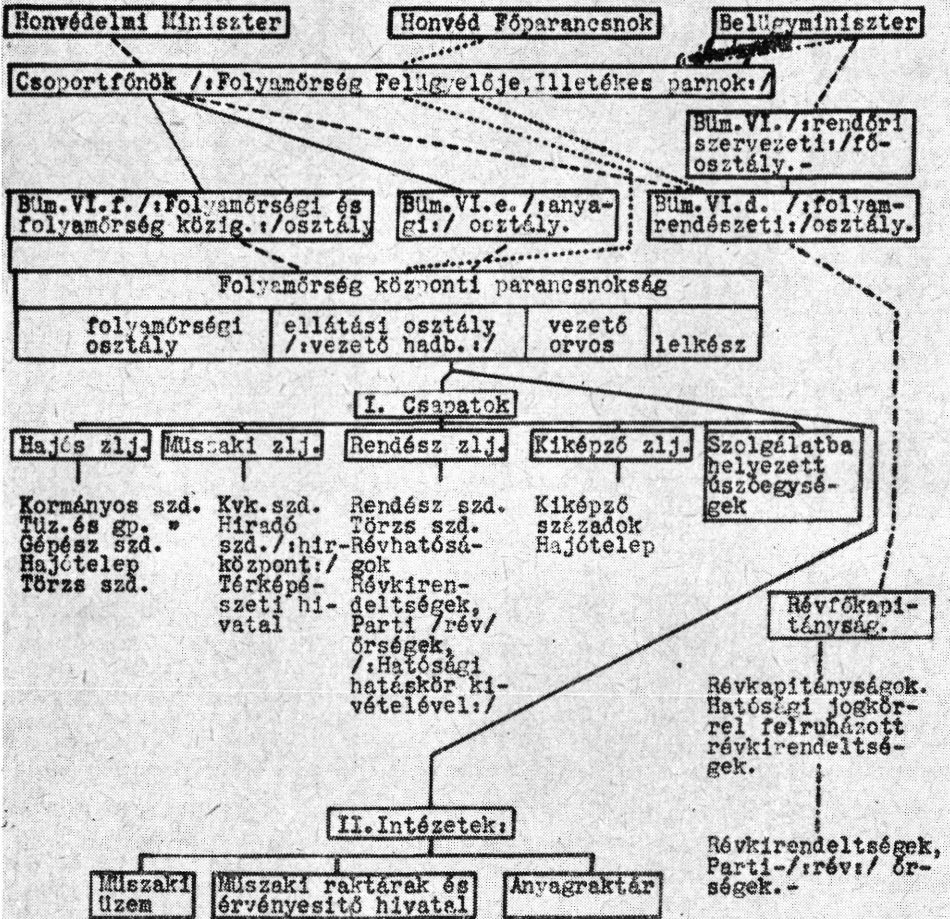 Honvédelmi Miniszter
Honvéd Főparancsnok
Belügyminiszter
Csoportfőnök /:Folyamőrség Felügyelője,Illetékes parnok:/
Büm.VI./:rendőri
szervezeti:/fő-
osztály.-
Büm.VI.f./:Folyamőrségi és
folyamőrség közig.:/osztály
Büm.VI.e./:anya-
gi:/ osztály.
Büm.VI.d. /:folyam-
rendészeti:/osztály.
Folyamőrség központi parancsnokság
folyamőrségi
osztály
ellátási osztály
/:vezető hadb.:/
vezető
orvos
lelkész
I. Csapatok
Hajós zlj.
Műszaki zlj.
Rendész zlj.
Kiképző zlj.
Szolgálatba
helyezett
uszóegysé-
gek
Kormányos szd.
Tüz.és gp. "
Gépész szd.
Hajótelep
Törzs szd.
Kvk.szd.
Hiradó
szd./:hir-
központ:/
Térképé-
szeti hi-
vatal
Rendész szd.
Törzs szd.
Révhatósá-
gok
Révkiren-
deltségek,
Parti /rév/
őrségek,
/:Hatósági
hatáskör ki-
vételével:/
Kiképző
századok
Hajótelep
Révfőkapi-
tányság.
Révkapitányságok.
Hatósági jogkör-
rel felruházott
révkirendeltsé-
gek.
Révkirendeltségek,
Parti-/:rév:/ őr-
ségek.-
II.Intézetek:
Műszaki
üzem
Műszaki raktárak és
érvényesitő hivatal
Anyagraktár